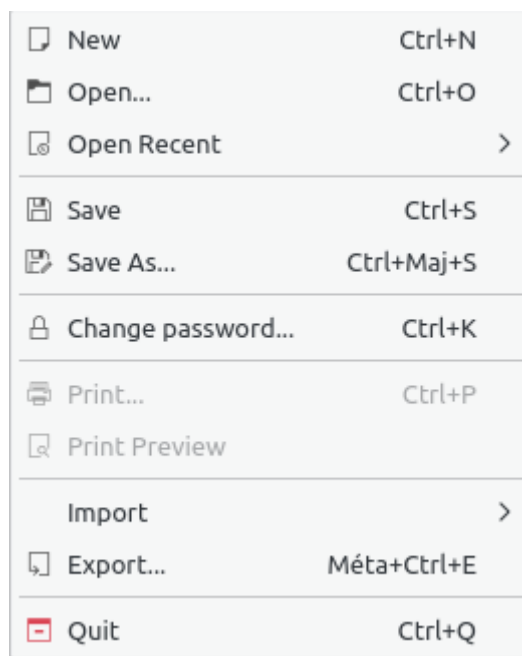 New Ctrl+N
Open... Ctrl+O
Open Recent
Save Ctrl+S
Save As... Ctrl+Maj+S
Change password... Ctrl+K
Print... Ctrl+P
Print Preview
Import
Export... Méta+Ctrl+E
Quit Ctrl+Q